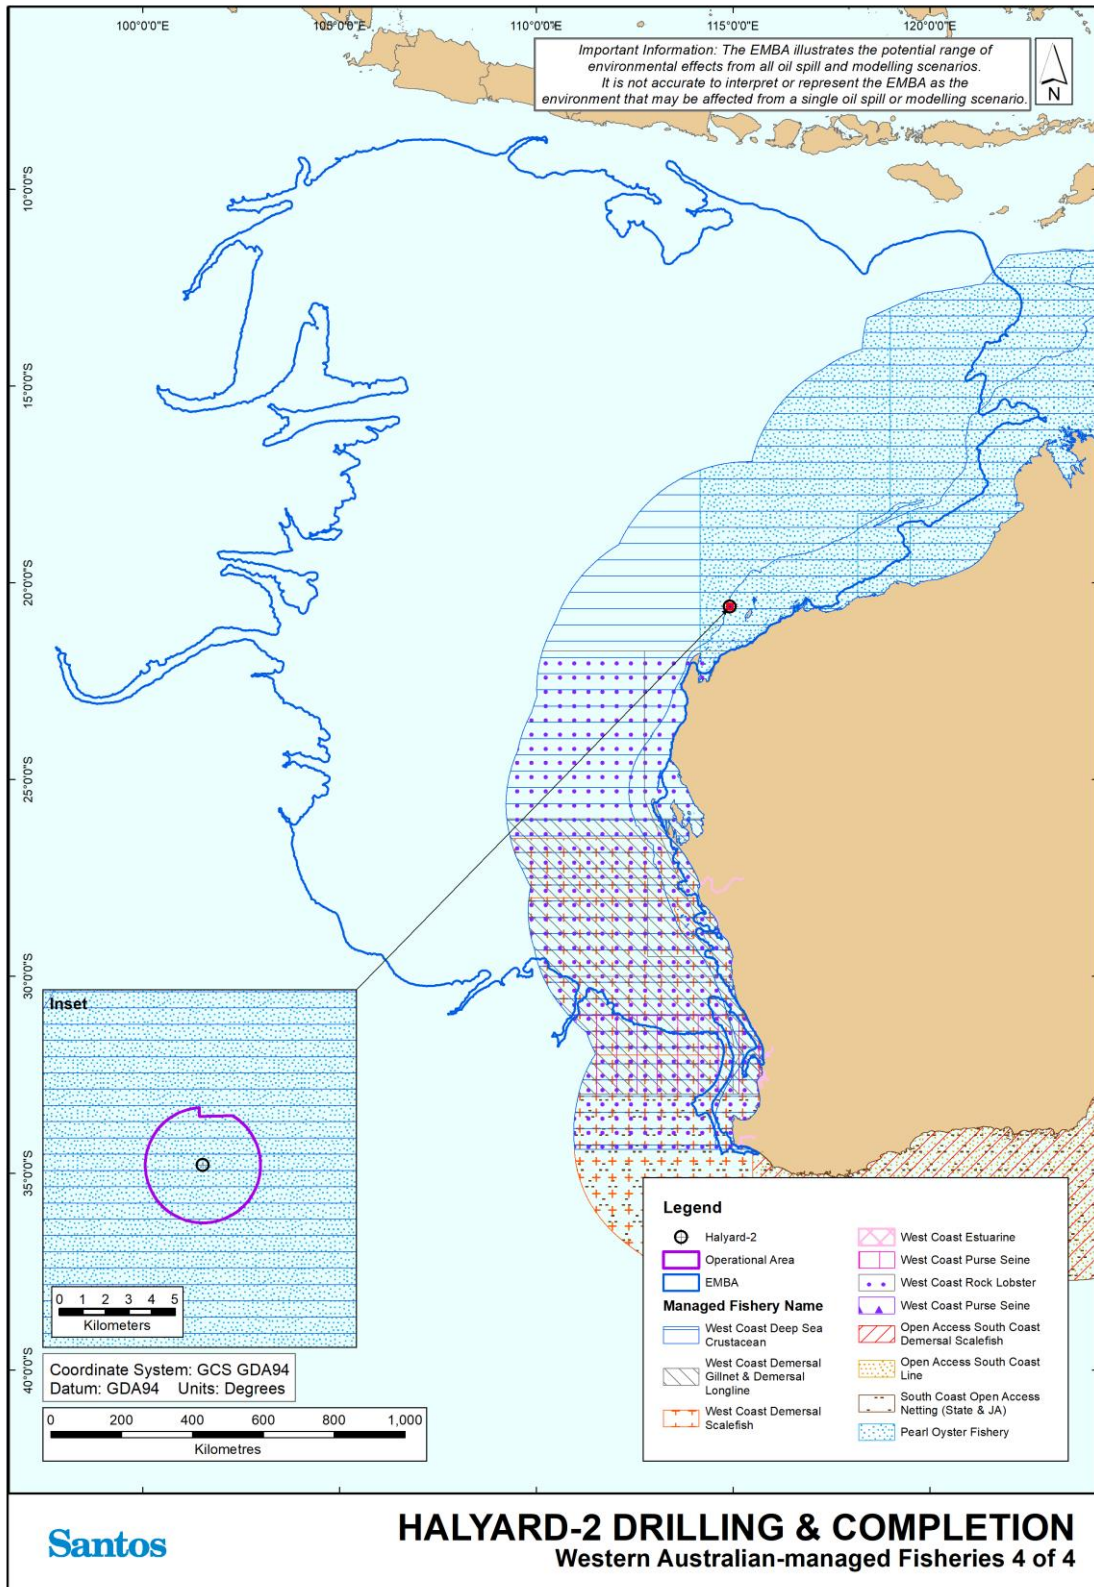 100°0'0"E
105°0'0"E
110°0'0"E
115°0'0"E
120°0'0"E
Important Information: The EMBA illustrates the potential range of
environmental effects from all oil spill and modelling scenarios.
It is not accurate to interpret or represent the EMBA as the
environment that may be affected from a single oil spill or modelling scenario.
N
10°0'0"S
15°0'0"S
20°0'0"S
25°0'0"S
30°0'0"S
35°0'0"S
40°0'0"S
Inset
0 1 2 3 4 5
Kilometers
Coordinate System: GCS GDA94
Datum: GDA94 Units: Degrees
0 200 400 600 800 1,000
Kilometres
Legend
Halyard-2
Operational Area
EMBA
Managed Fishery Name
West Coast Deep Sea
Crustacean
West Coast Demersal
Gillnet & Demersal
Longline
West Coast Demersal
Scalefish
West Coast Estuarine
West Coast Purse Seine
West Coast Rock Lobster
West Coast Purse Seine
Open Access South Coast
Demersal Scalefish
Open Access South Coast
Line
South Coast Open Access
Netting (State & JA)
Pearl Oyster Fishery
Santos
HALYARD-2 DRILLING & COMPLETION
Western Australian-managed Fisheries 4 of 4